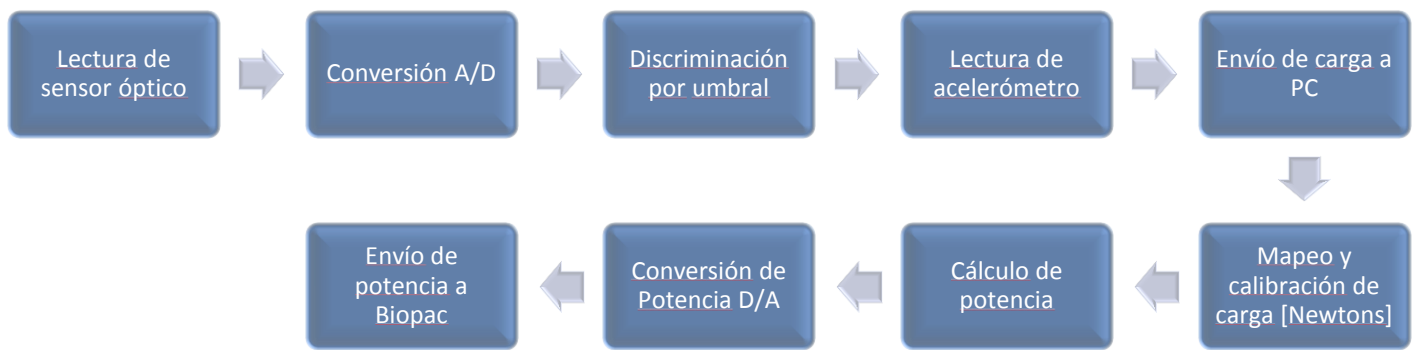 Lectura de
sensor óptico
Conversión A/D
Discriminación
por umbral
Lectura de
acelerómetro
Envío de carga a
PC
Mapeo y
calibración de
carga [Newtons]
Cálculo de
potencia
Conversión de
Potencia D/A
Envío de
potencia a
Biopac